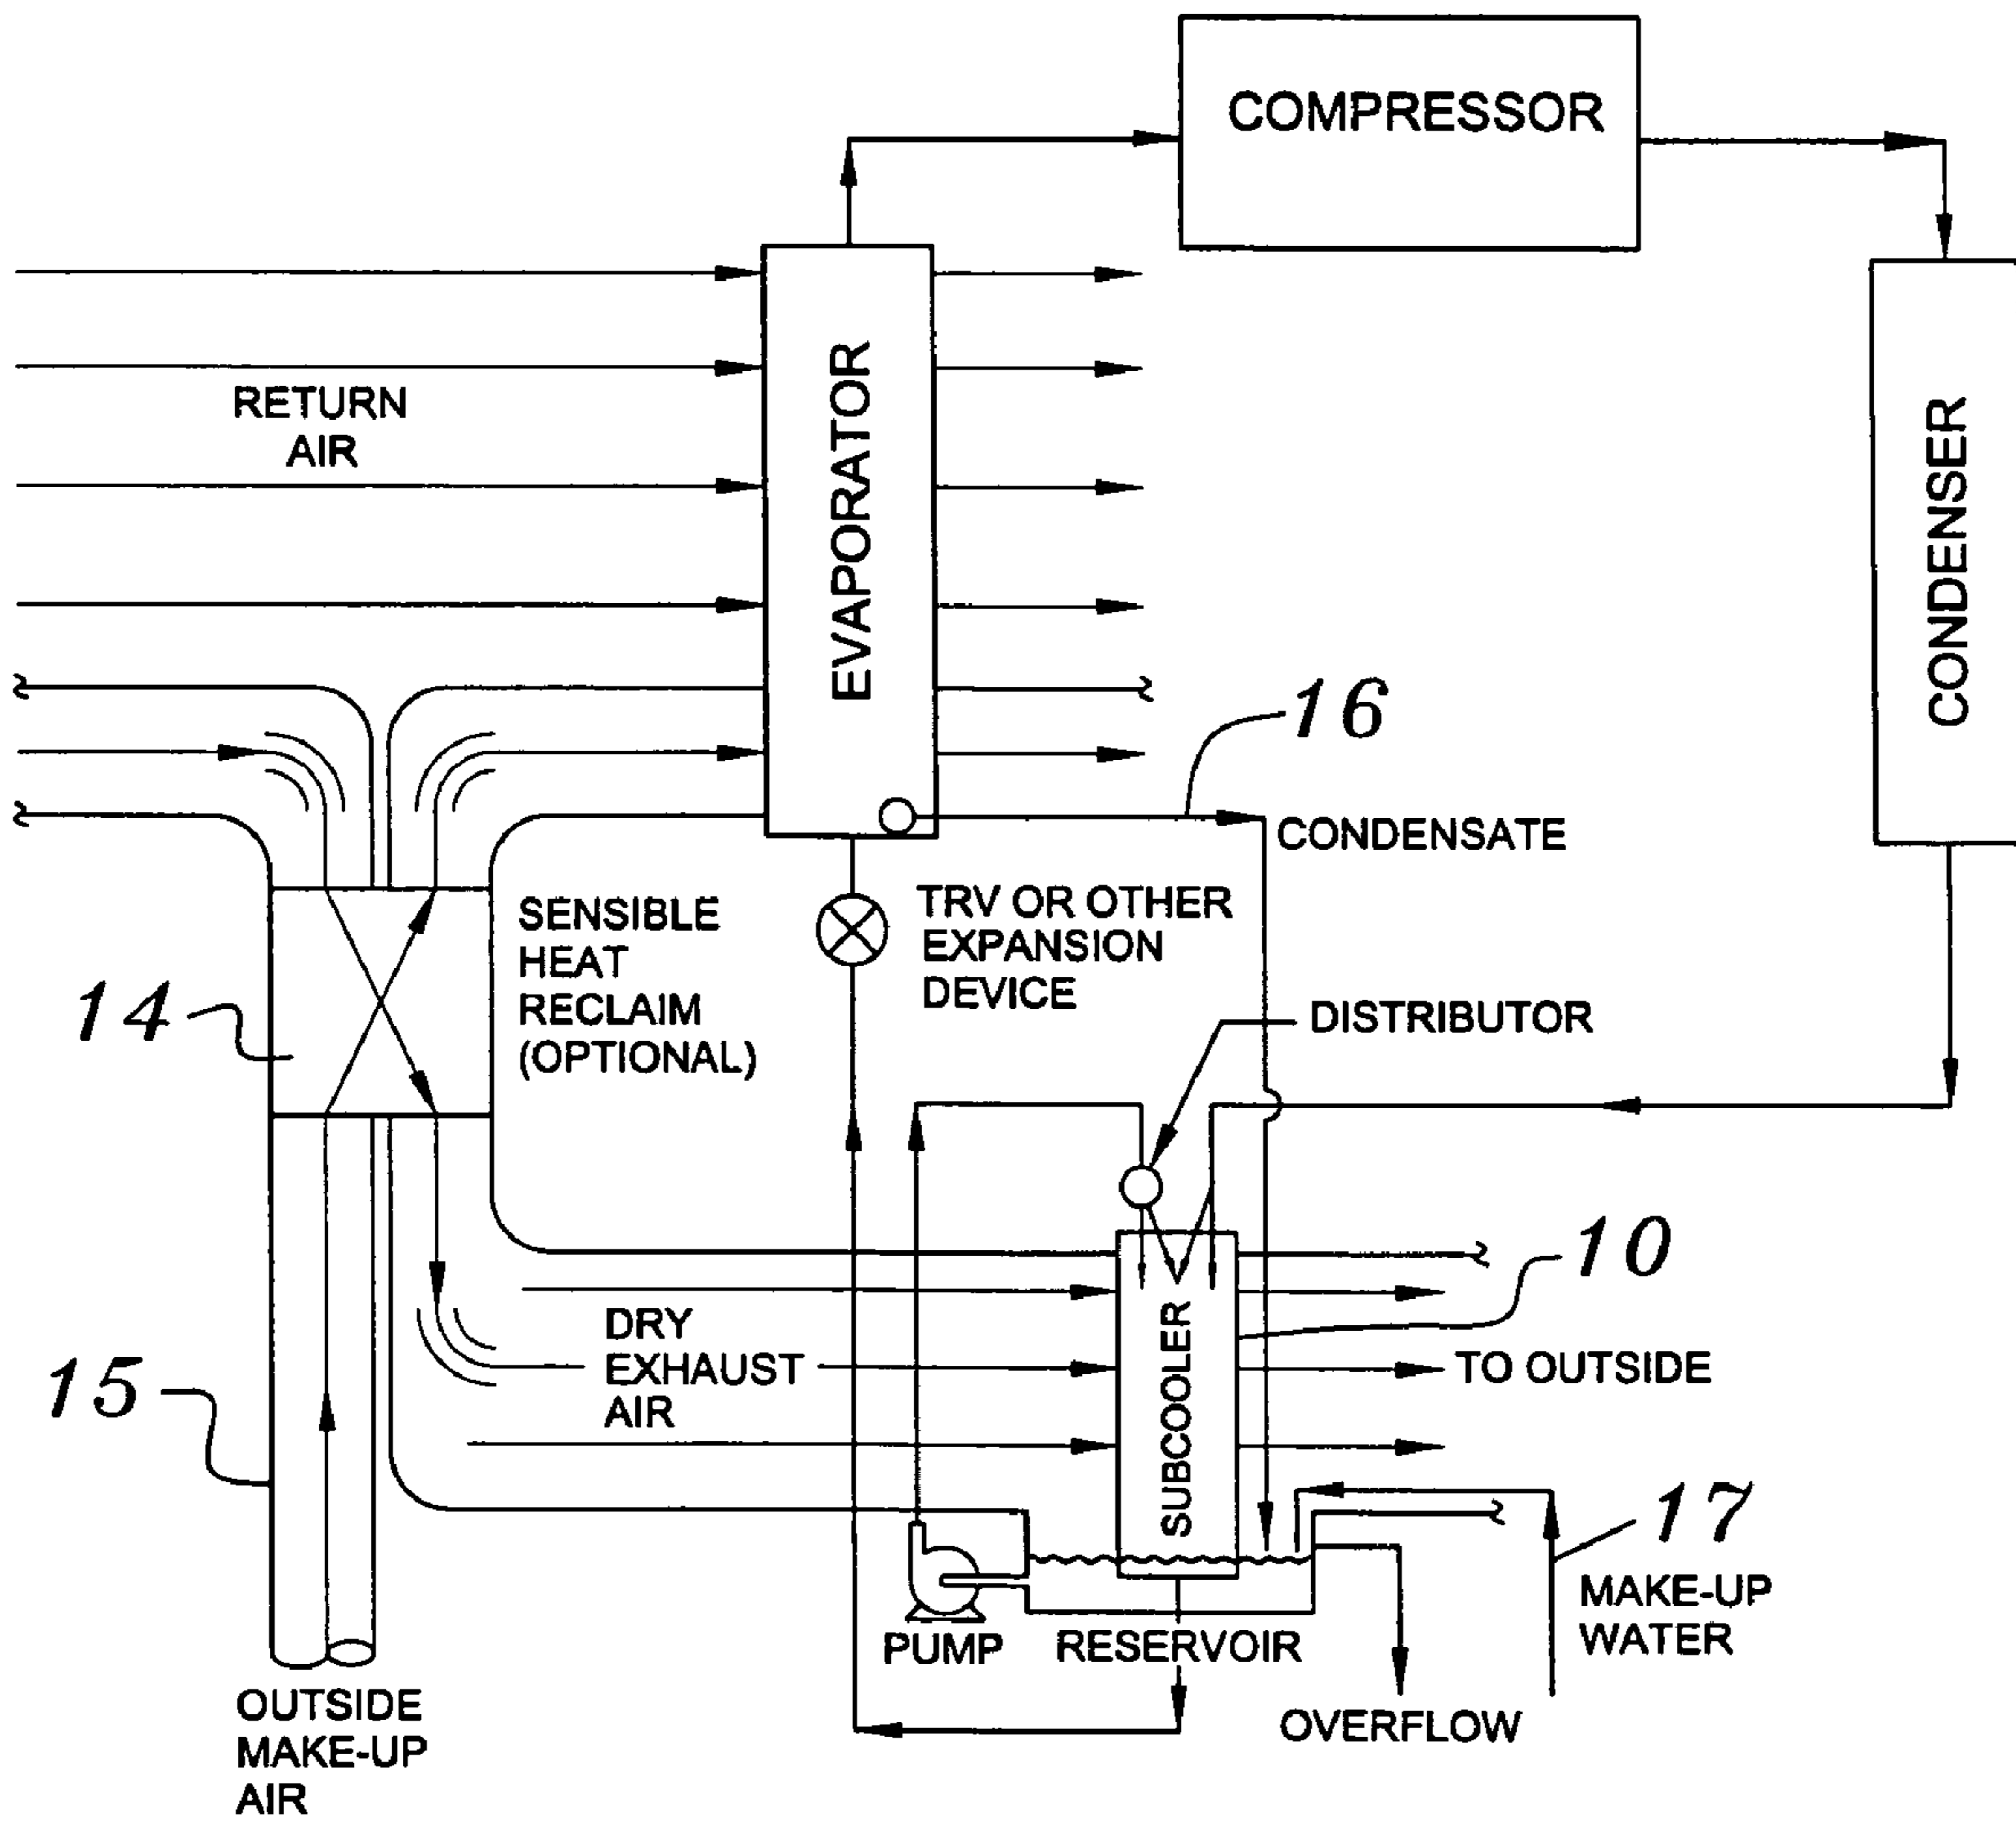 COMPRESSOR
RETURN
AIR
EVAPORATOR
CONDENSER
16
CONDENSATE
SENSIBLE
HEAT
RECLAIM
(OPTIONAL)
TRV OR OTHER
EXPANSION
DEVICE
14
DISTRIBUTOR
10
DRY
EXHAUST
AIR
SUBCOOLER
TO OUTSIDE
15
17
MAKE-UP
WATER
PUMP
RESERVOIR
OVERFLOW
OUTSIDE
MAKE-UP
AIR